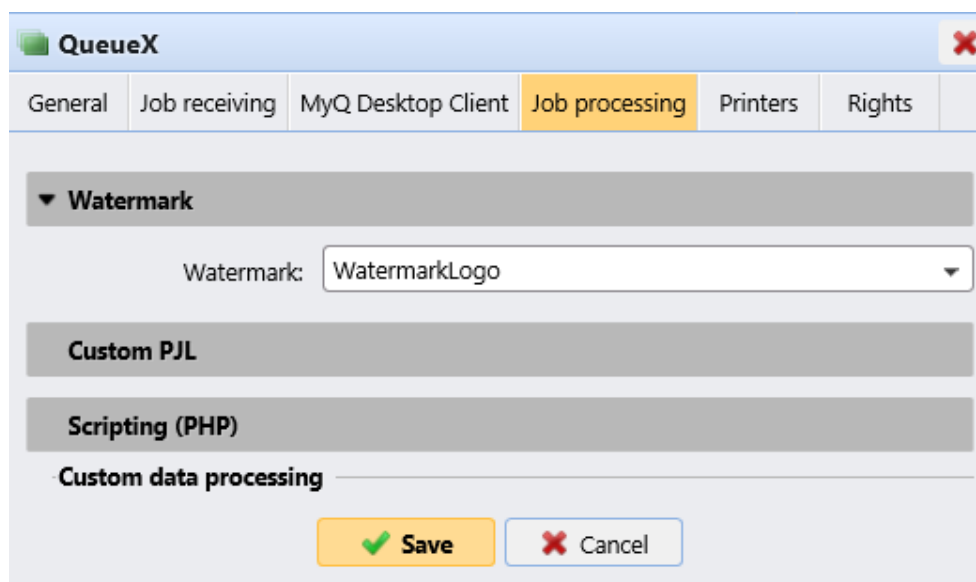 QueueX
General Job receiving MyQ Desktop Client Job processing Printers Rights
Watermark
Watermark: WatermarkLogo
Custom PJL
Scripting (PHP)
Custom data processing
Save Cancel